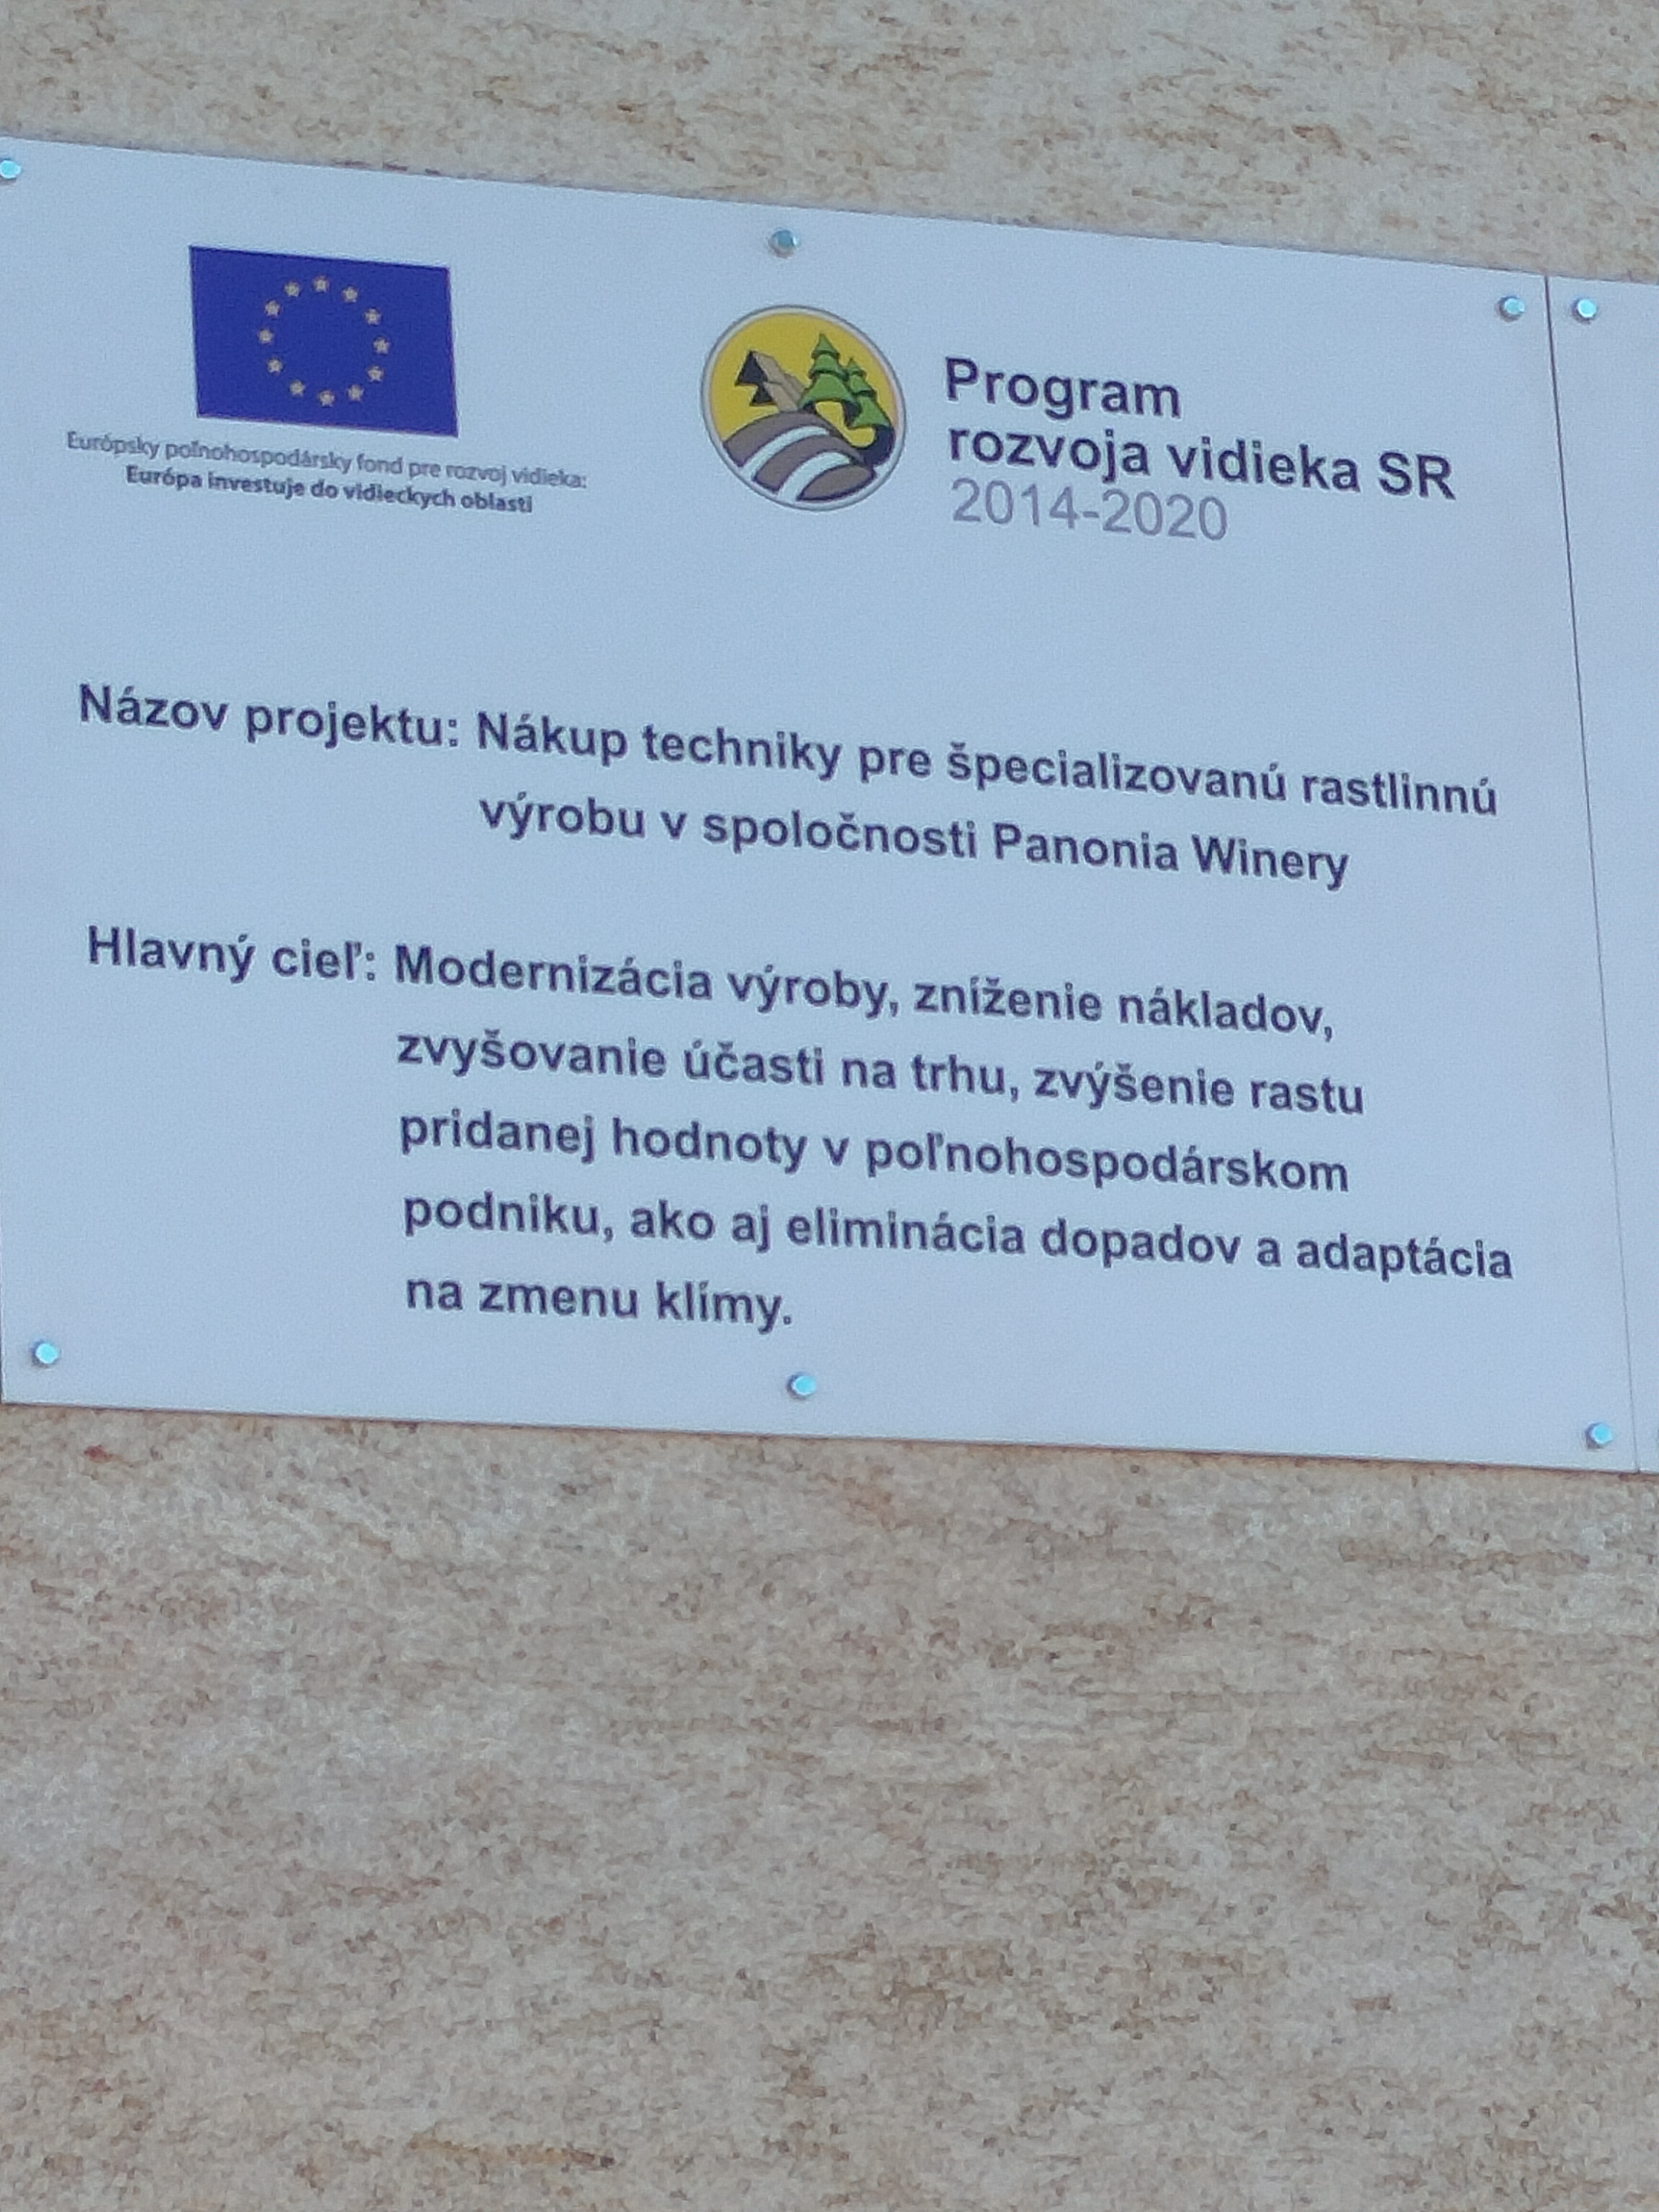 Európsky poľnohospodársky fond pre rozvoj vidieka:
Európa investuje do vidieckych oblastí
Program
rozvoja vidieka SR
2014-2020
Názov projektu: Nákup techniky pre špecializovanú rastlinnú
výrobu v spoločnosti Panonia Winery
Hlavný cieľ: Modernizácia výroby, zníženie nákladov,
zvyšovanie účasti na trhu, zvýšenie rastu
pridanej hodnoty v poľnohospodárskom
podniku, ako aj eliminácia dopadov a adaptácia
na zmenu klímy.